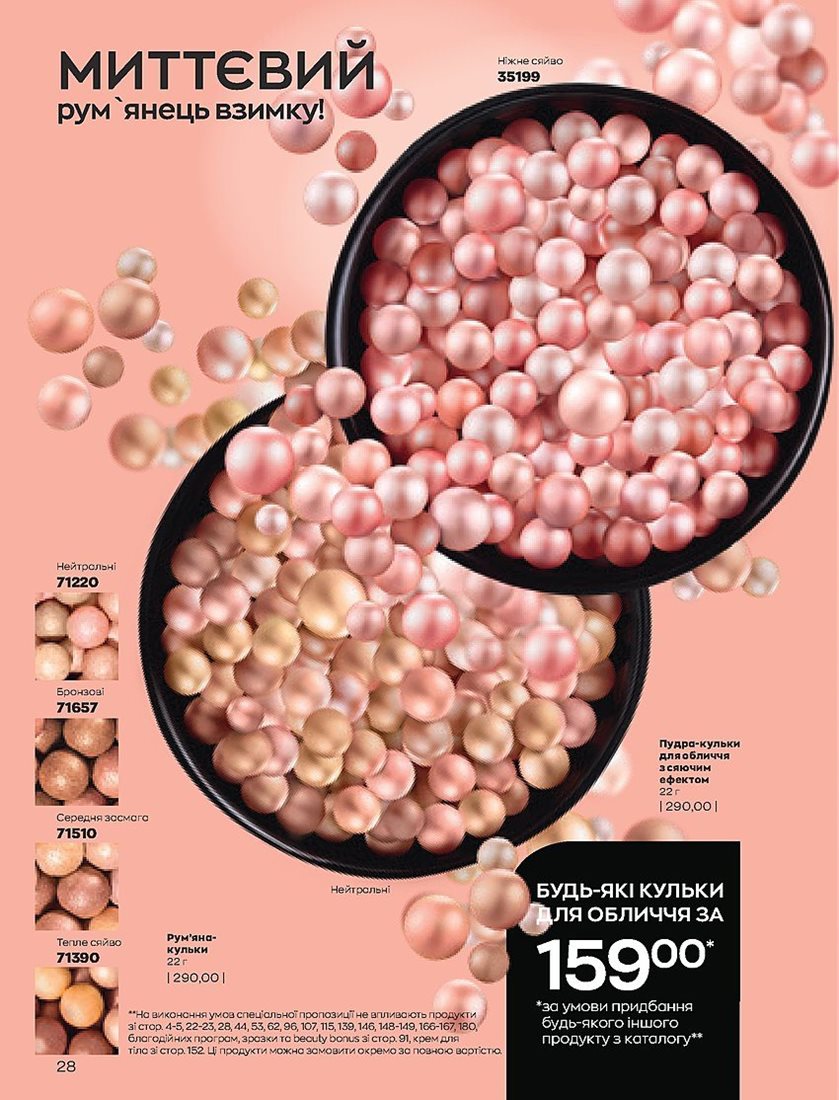 МИТТЄВИЙ
рум`янець взимку!
Ніжне сяйво
35199
Нейтральні
71220
Бронзові
71657
Середня засмага
71510
Тепле сяйво
71390
Нейтральні
Рум'яна-
кульки
22 г
|290,00|
Пудра-кульки
для обличчя
з сяючим
ефектом
22 г
|290,00|
БУДЬ-ЯКІ КУЛЬКИ
ДЛЯ ОБЛИЧЧЯ ЗА
159⁰⁰*
*за умови придбання
будь-якого іншого
продукту з каталогу**
**На виконання умов спеціальної пропозиції не впливають продукти
зі стор. 4-5, 22-23, 28, 44, 53, 62, 96, 107, 115, 139, 146, 148-149, 166-167, 180,
благодійних програм, зразки та beauty bonus зі стор. 91, крем для
тіла зі стор. 152. Ці продукти можна замовити окремо за повною вартістю.
28